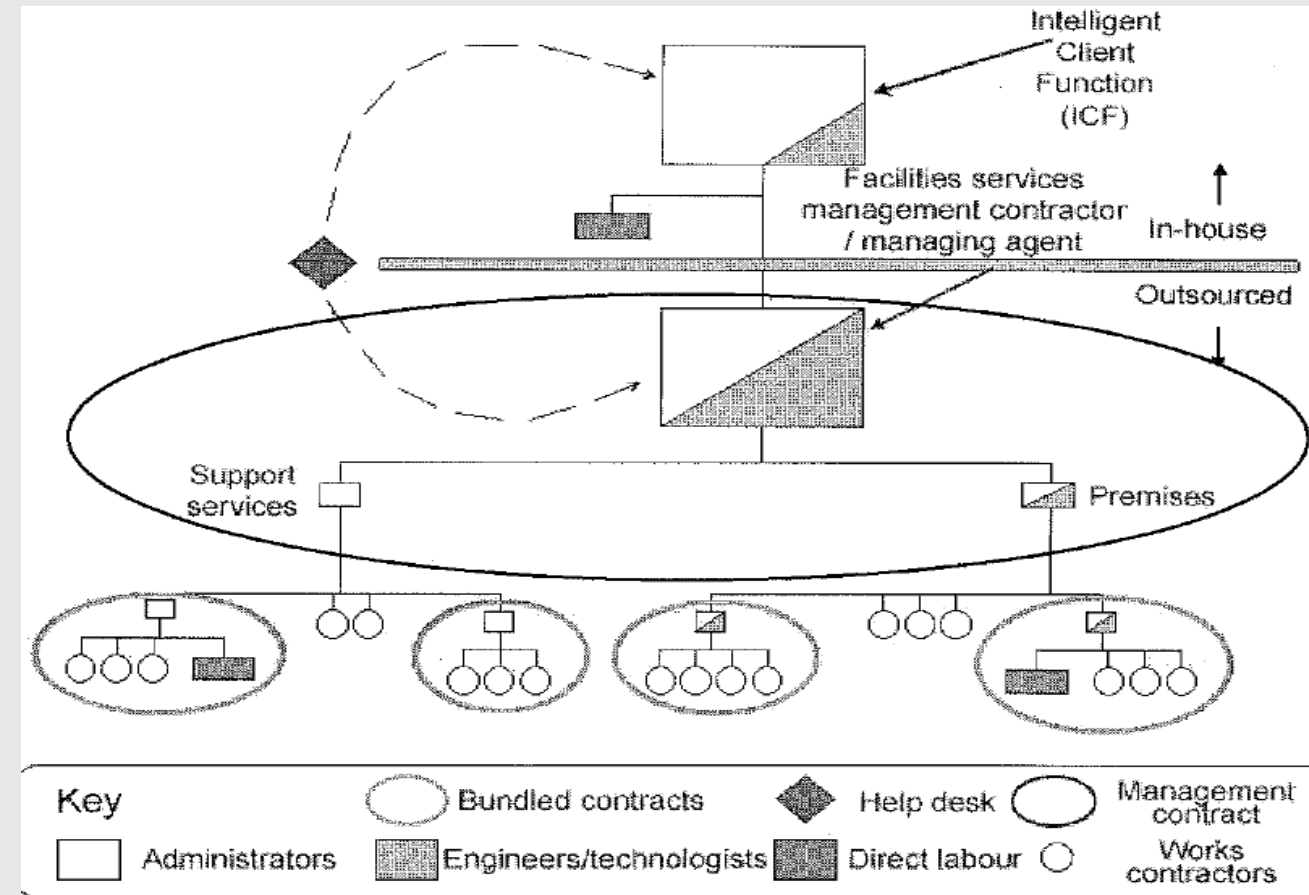 Intelligent
Client
Function
(ICF)
Facilities services
management contractor
/ managing agent
In-house
Outsourced
Support
services
Premises
Key
Bundled contracts
Help desk
Management
contract
Administrators
Engineers/technologists
Direct labour
Works
contractors